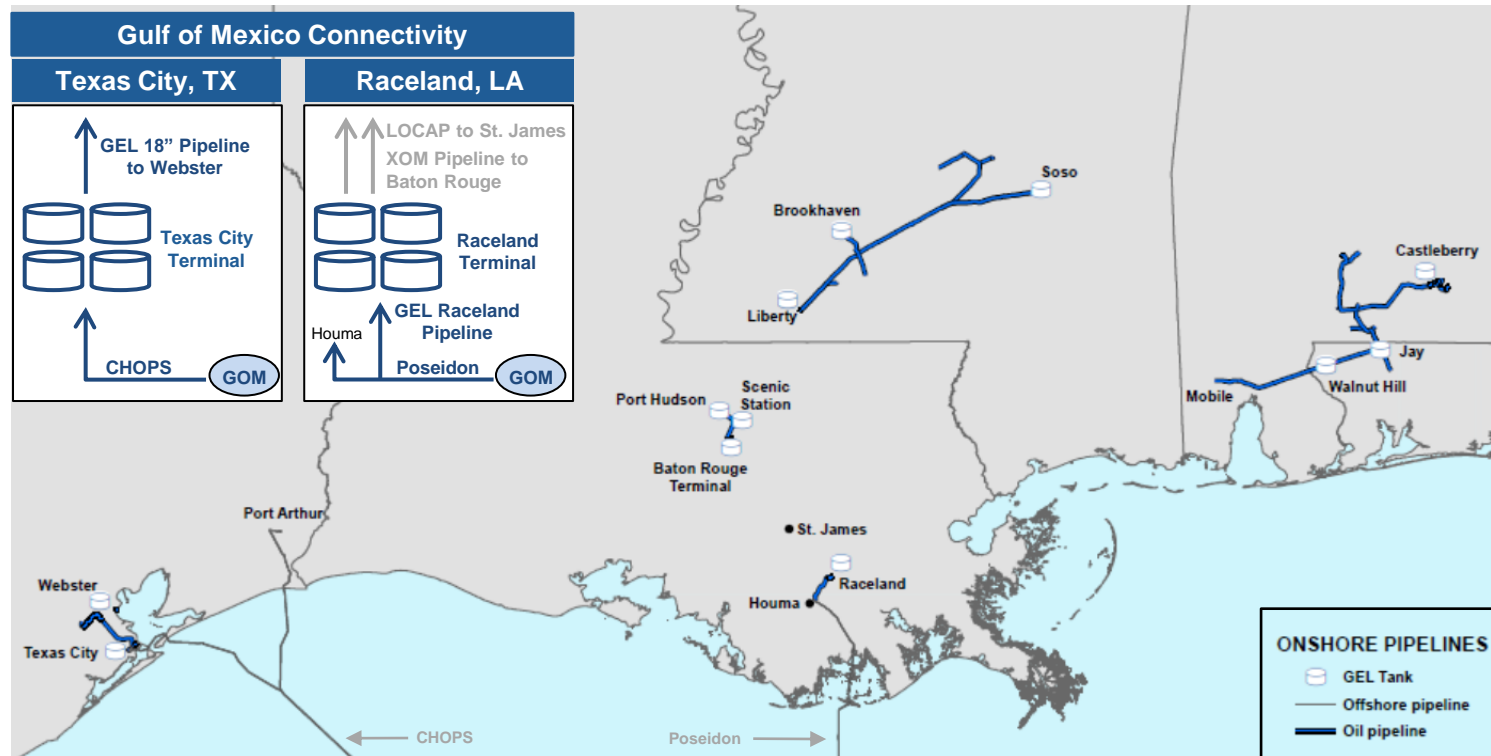 Gulf of Mexico Connectivity
Texas City, TX
Raceland, LA
GEL 18” Pipeline
to Webster
Texas City
Terminal
CHOPS
GOM
LOCAP to St. James
XOM Pipeline to
Baton Rouge
Raceland
Terminal
GEL Raceland
Pipeline
Houma
Poseidon
GOM
Soso
Brookhaven
Liberty
Castleberry
Jay
Walnut Hill
Mobile
Port Hudson
Scenic
Station
Baton Rouge
Terminal
Port Arthur
St. James
Webster
Raceland
Houma
Texas City
CHOPS
Poseidon
ONSHORE PIPELINES
GEL Tank
Offshore pipeline
Oil pipeline